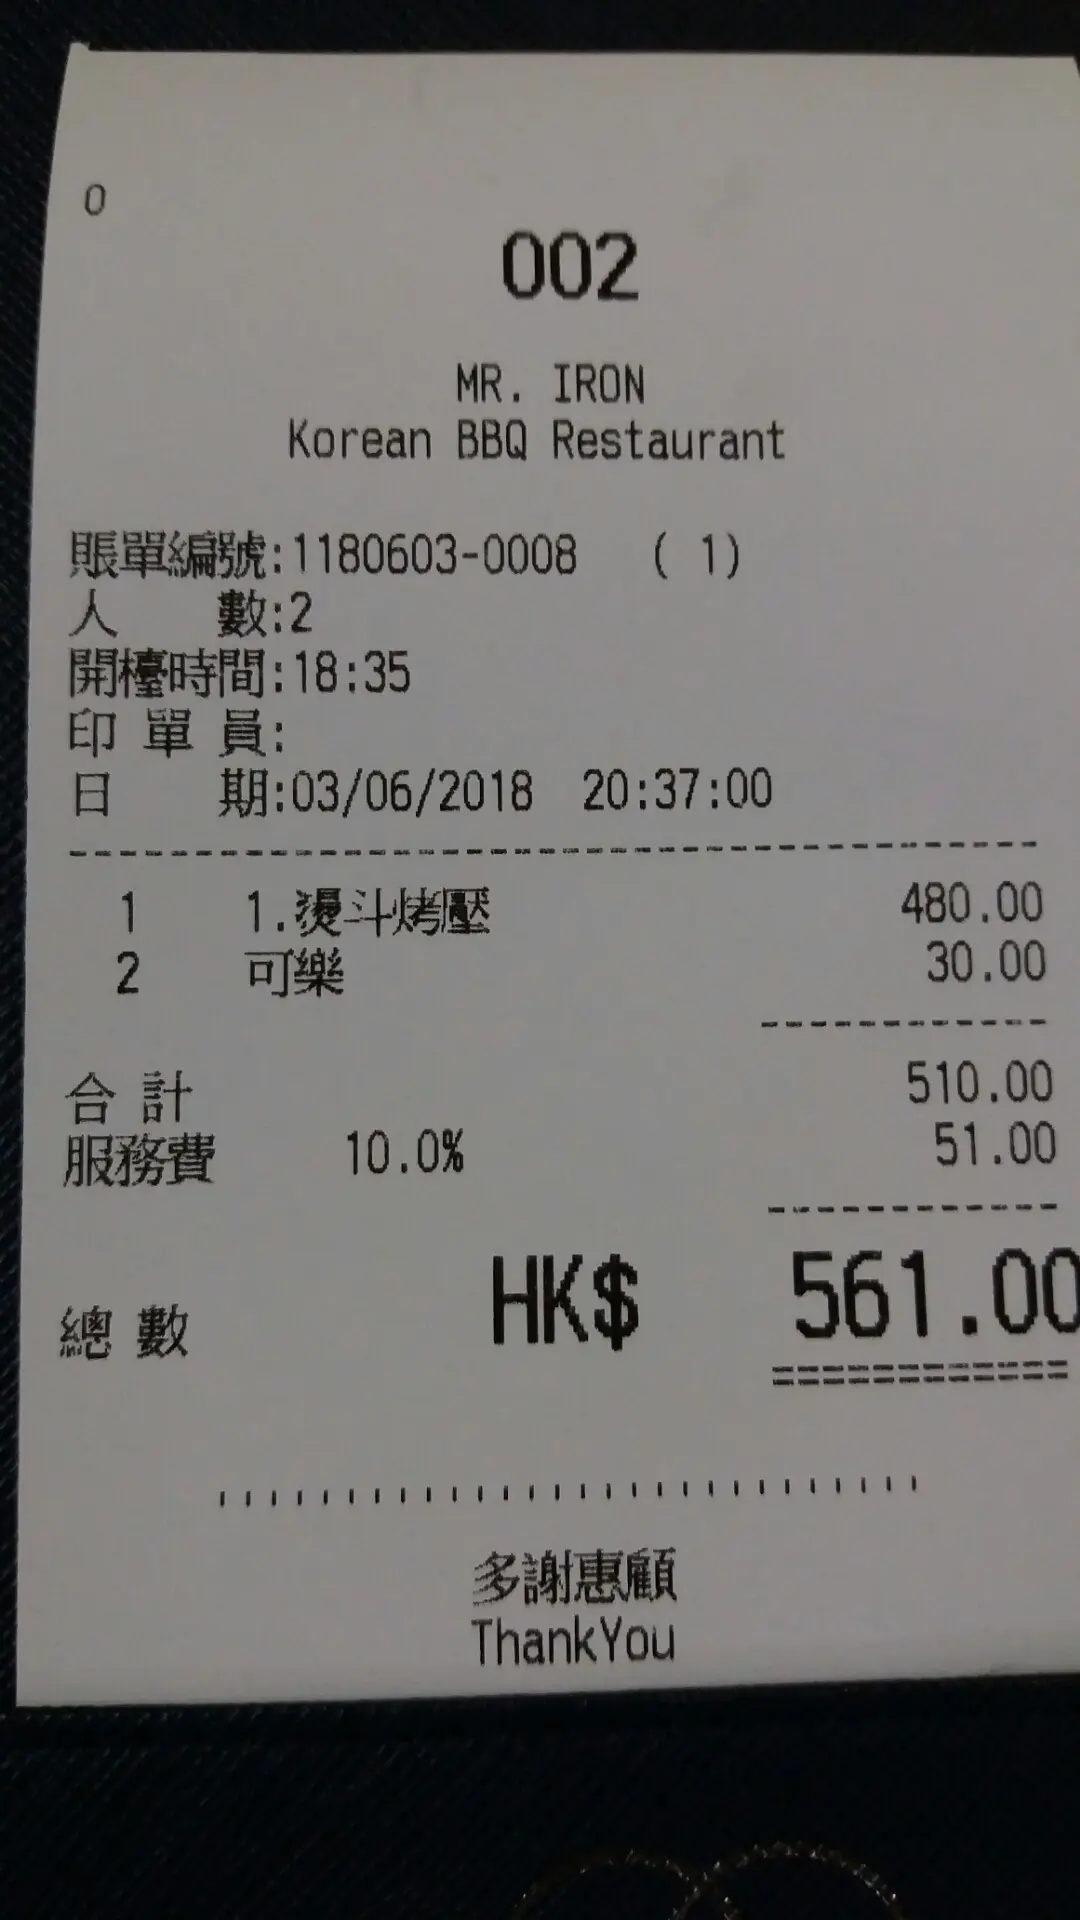 0
002
MR. IRON
Korean BBQ Restaurant
賬單編號:1180603-0008 ( 1)
人 數:2
開檯時間:18:35
印 單 員:
日 期:03/06/2018 20:37:00
1 1.燙斗烤壓 480.00
2 可樂 30.00
合 計 510.00
服務費 10.0% 51.00
總 數 HK$ 561.00
多謝惠顧
ThankYou